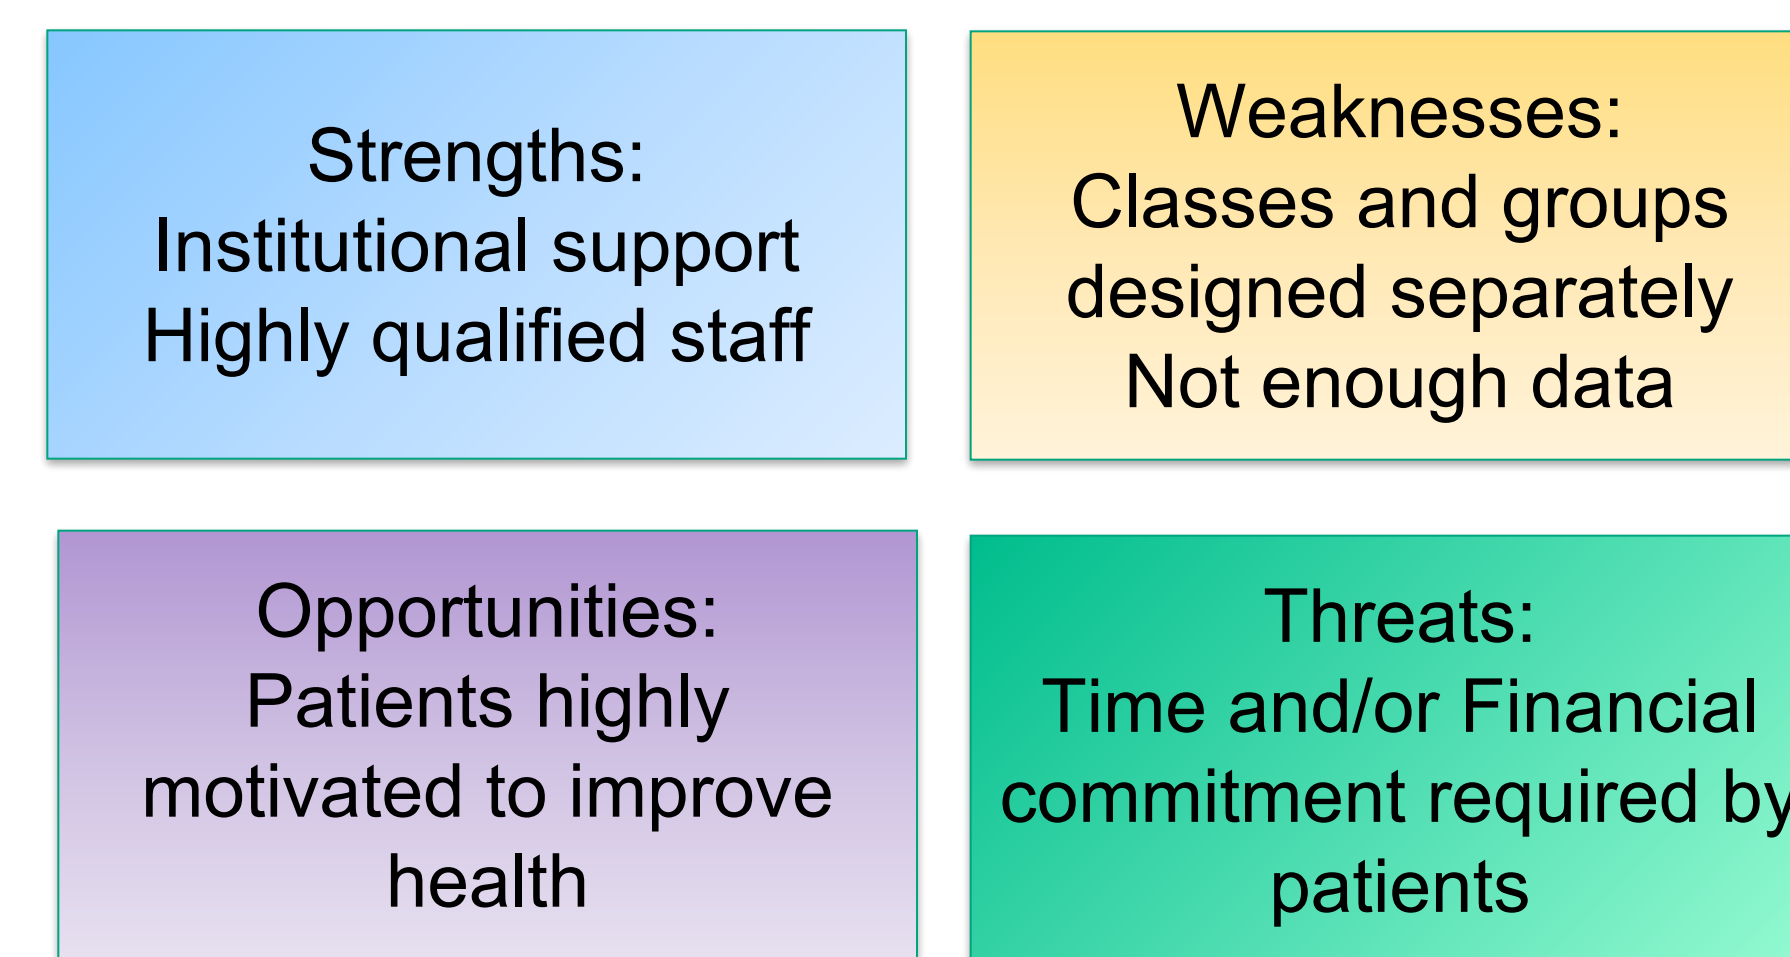 Strengths:
Institutional support
Highly qualified staff
Weaknesses:
Classes and groups
designed separately
Not enough data
Opportunities:
Patients highly
motivated to improve
health
Threats:
Time and/or Financial
commitment required by
patients